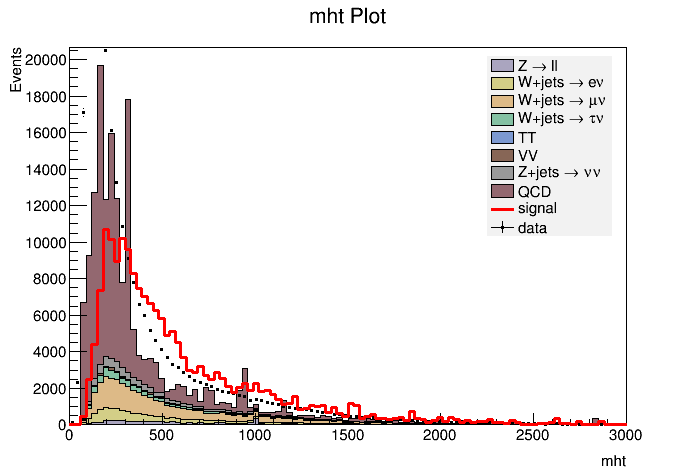 mht Plot
Events
20000
18000
16000
14000
12000
10000
8000
6000
4000
2000
0
Z → ll
W+jets → eν
W+jets → μν
W+jets → τν
TT
VV
Z+jets → νν
QCD
signal
data
0 500 1000 1500 2000 2500 3000
mht